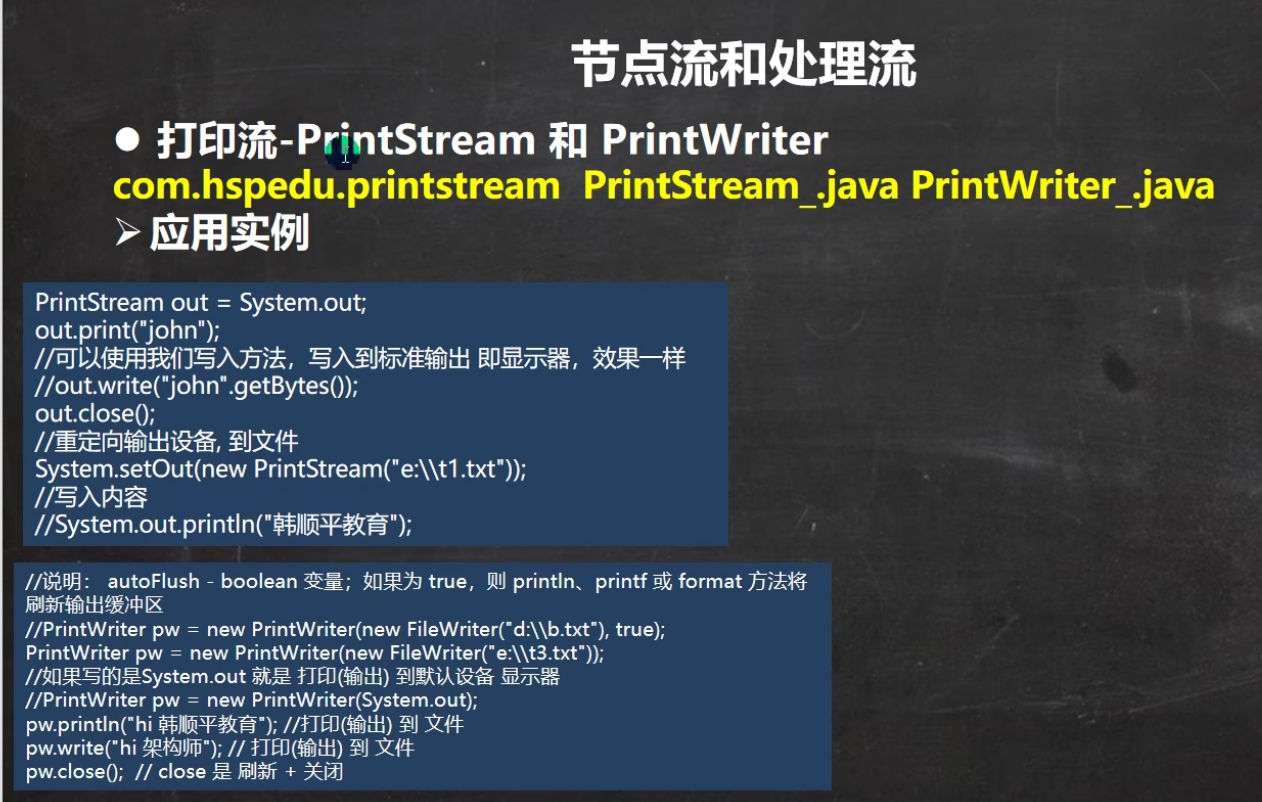 节点流和处理流
● 打印流-PrintStream 和 PrintWriter
com.hspedu.printstream PrintStream_.java PrintWriter_.java
➢ 应用实例
PrintStream out = System.out;
out.print("john");
//可以使用我们写入方法，写入到标准输出 即显示器，效果一样
//out.write("john".getBytes());
out.close();
//重定向输出设备, 到文件
System.setOut(new PrintStream("e:\\t1.txt"));
//写入内容
//System.out.println("韩顺平教育");
//说明： autoFlush - boolean 变量；如果为 true，则 println、printf 或 format 方法将
刷新输出缓冲区
//PrintWriter pw = new PrintWriter(new FileWriter("d:\\b.txt"), true);
PrintWriter pw = new PrintWriter(new FileWriter("e:\\t3.txt"));
//如果写的是System.out 就是 打印(输出) 到默认设备 显示器
//PrintWriter pw = new PrintWriter(System.out);
pw.println("hi 韩顺平教育"); //打印(输出) 到 文件
pw.write("hi 架构师"); // 打印(输出) 到 文件
pw.close(); // close 是 刷新 + 关闭